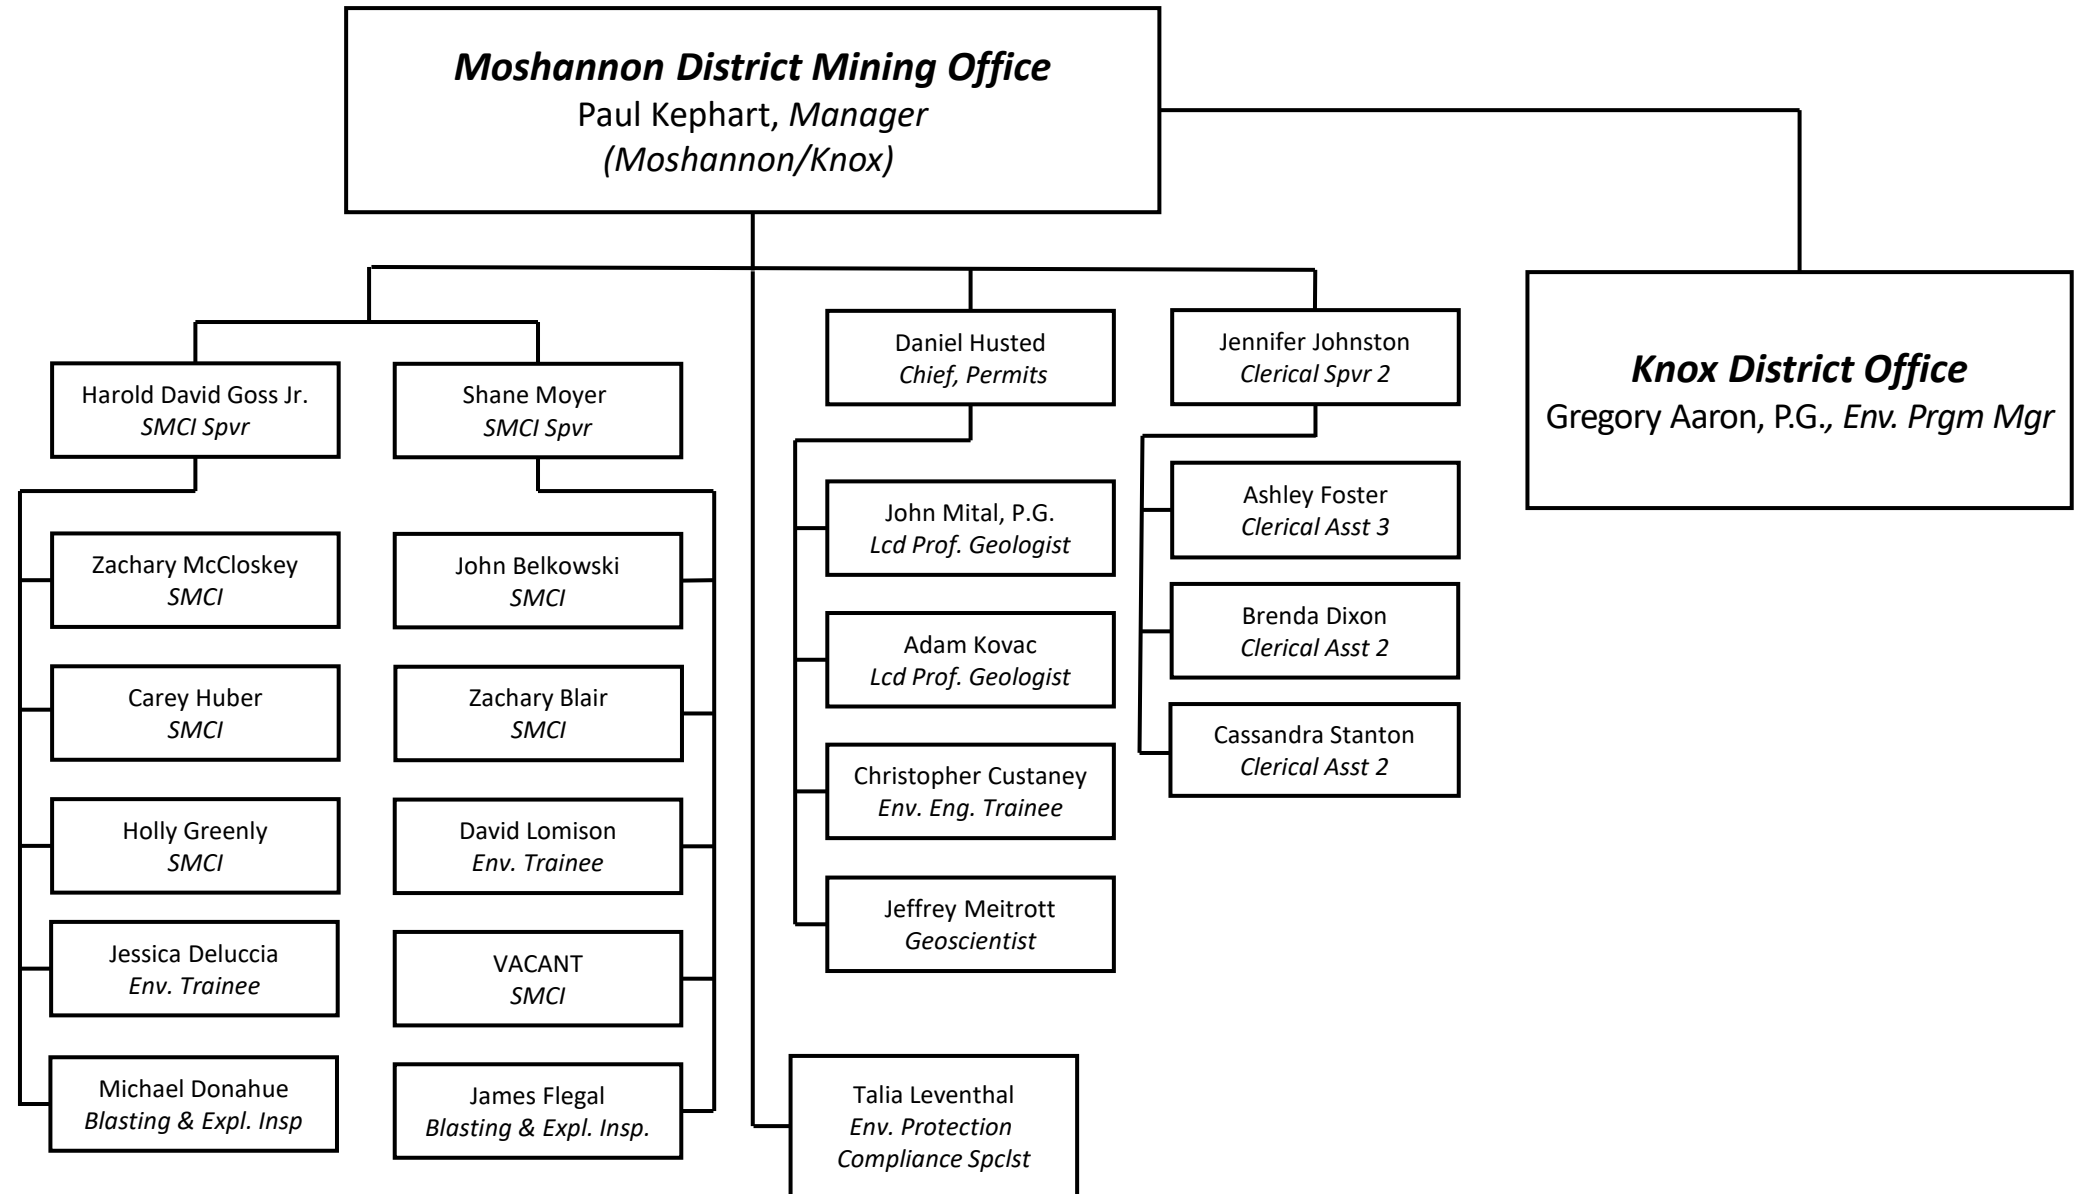 Moshannon District Mining Office
Paul Kephart, Manager
(Moshannon/Knox)
Harold David Goss Jr.
SMCI Spvr
Zachary McCloskey
SMCI
Carey Huber
SMCI
Holly Greenly
SMCI
Jessica Deluccia
Env. Trainee
Michael Donahue
Blasting & Expl. Insp
Shane Moyer
SMCI Spvr
John Belkowski
SMCI
Zachary Blair
SMCI
David Lomison
Env. Trainee
VACANT
SMCI
James Flegal
Blasting & Expl. Insp.
Daniel Husted
Chief, Permits
John Mital, P.G.
Lcd Prof. Geologist
Adam Kovac
Lcd Prof. Geologist
Christopher Custaney
Env. Eng. Trainee
Jeffrey Meitrott
Geoscientist
Talia Leventhal
Env. Protection
Compliance Spclst
Jennifer Johnston
Clerical Spvr 2
Ashley Foster
Clerical Asst 3
Brenda Dixon
Clerical Asst 2
Cassandra Stanton
Clerical Asst 2
Knox District Office
Gregory Aaron, P.G., Env. Prgm Mgr